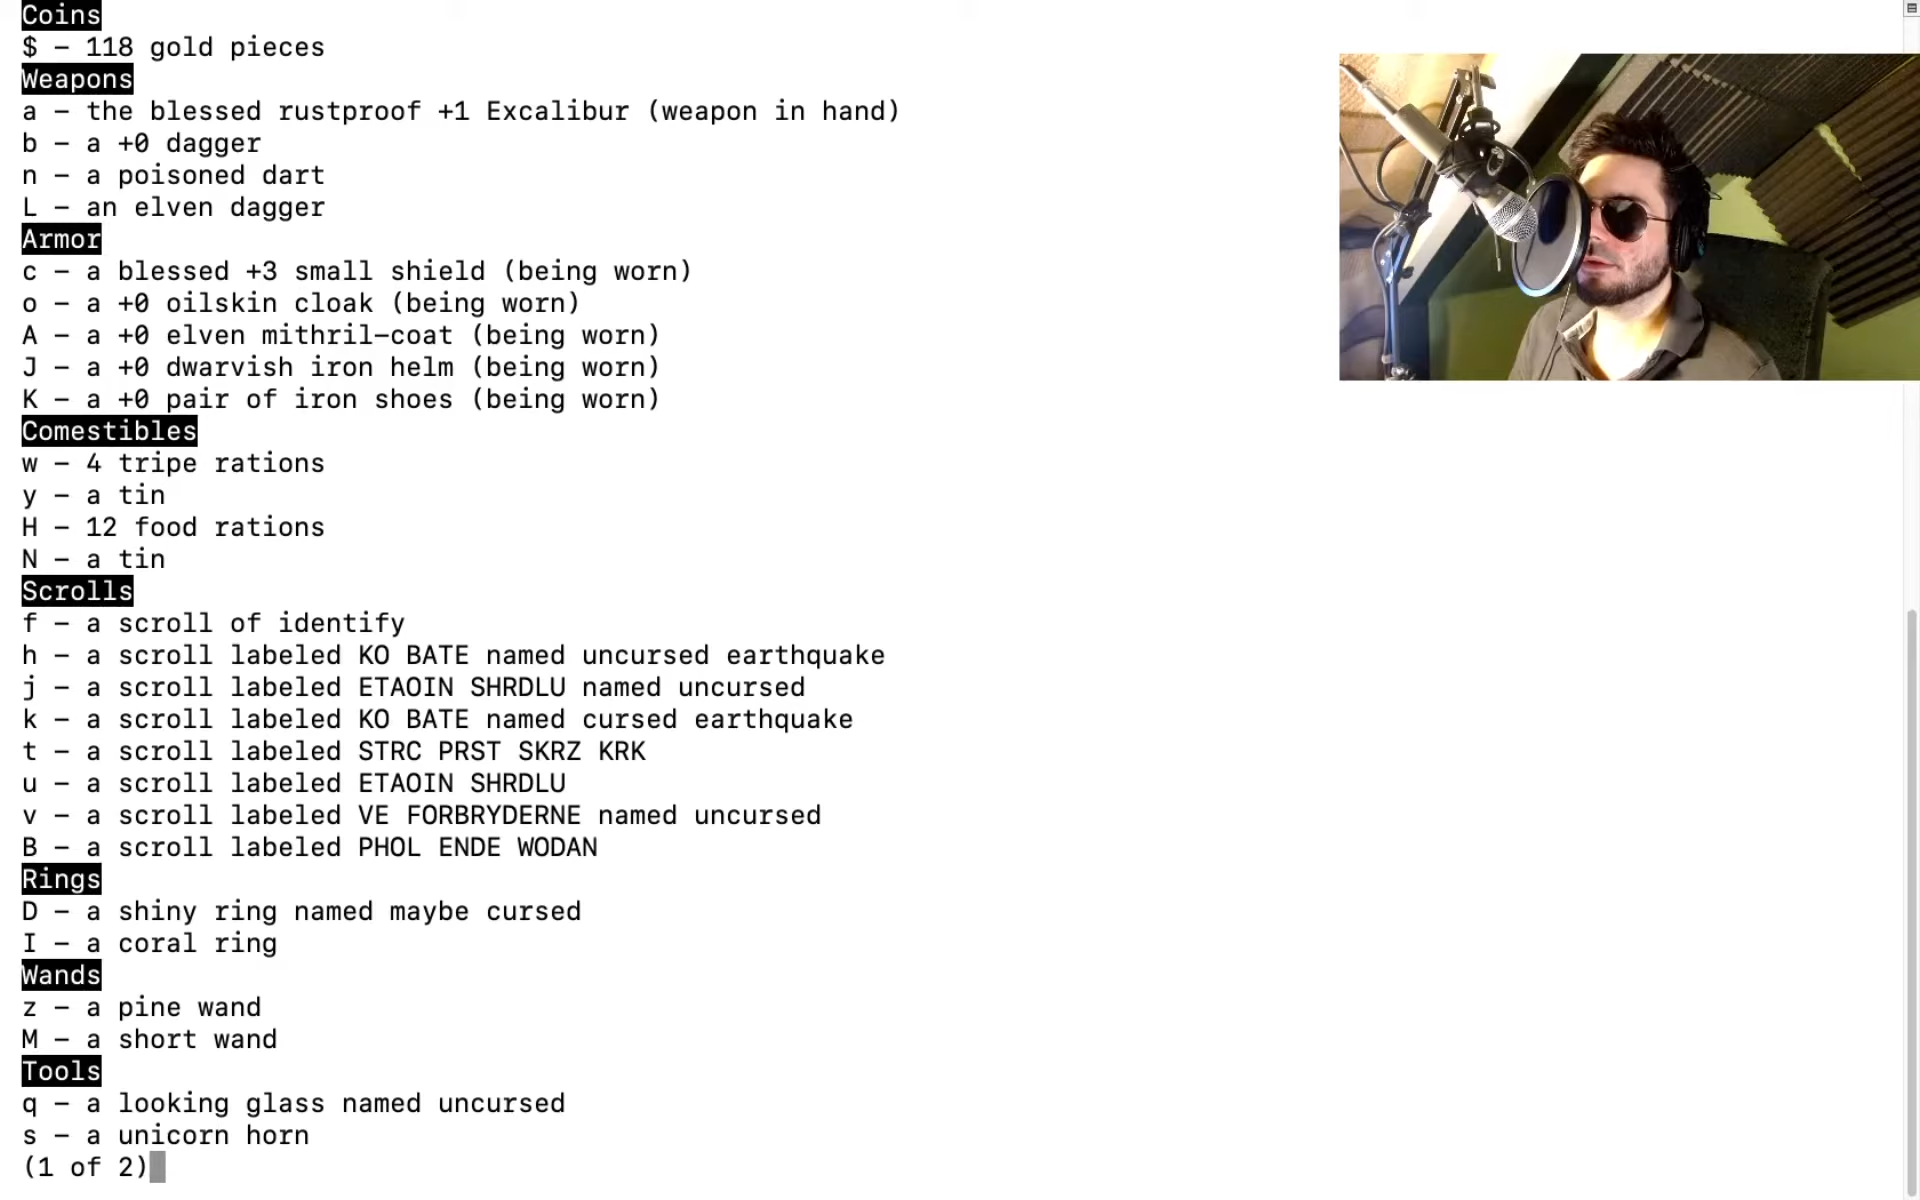 Coins
$ – 118 gold pieces
Weapons
a – the blessed rustproof +1 Excalibur (weapon in hand)
b – a +0 dagger
n – a poisoned dart
L – an elven dagger
Armor
c – a blessed +3 small shield (being worn)
o – a +0 oilskin cloak (being worn)
A – a +0 elven mithril–coat (being worn)
J – a +0 dwarvish iron helm (being worn)
K – a +0 pair of iron shoes (being worn)
Comestibles
w – 4 tripe rations
y – a tin
H – 12 food rations
N – a tin
Scrolls
f – a scroll of identify
h – a scroll labeled KO BATE named uncursed earthquake
j – a scroll labeled ETAOIN SHRDLU named uncursed
k – a scroll labeled KO BATE named cursed earthquake
t – a scroll labeled STRC PRST SKRZ KRK
u – a scroll labeled ETAOIN SHRDLU
v – a scroll labeled VE FORBRYDERNE named uncursed
B – a scroll labeled PHOL ENDE WODAN
Rings
D – a shiny ring named maybe cursed
I – a coral ring
Wands
z – a pine wand
M – a short wand
Tools
q – a looking glass named uncursed
s – a unicorn horn
(1 of 2)